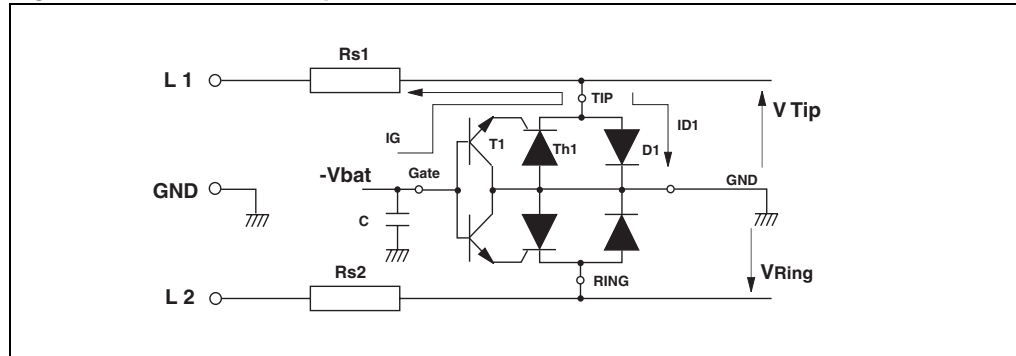 Rs1
L 1
TIP
V Tip
IG
ID1
T1
Th1
D1
-Vbat
Gate
GND
GND
C
Rs2
RING
VRing
L 2